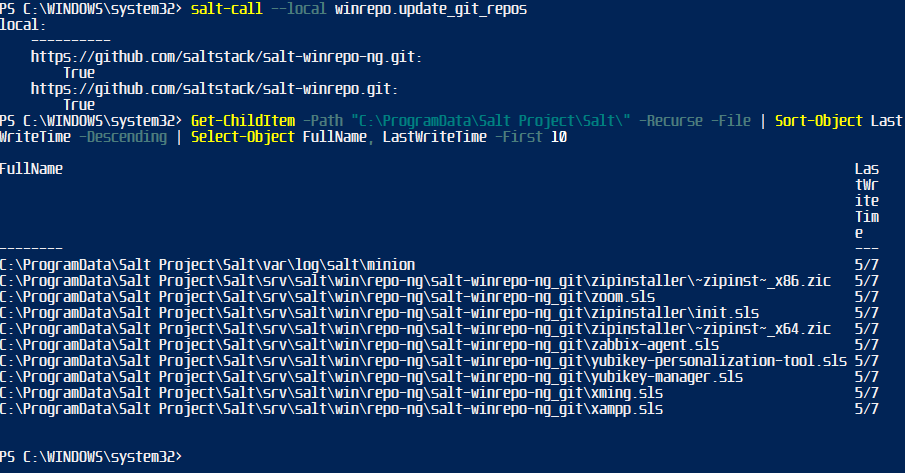 PS C:\WINDOWS\system32> salt-call --local winrepo.update_git_repos
local:
    ----------
    https://github.com/saltstack/salt-winrepo-ng.git:
        True
    https://github.com/saltstack/salt-winrepo.git:
        True
PS C:\WINDOWS\system32> Get-ChildItem -Path "C:\ProgramData\Salt Project\Salt\" -Recurse -File | Sort-Object Last
WriteTime -Descending | Select-Object FullName, LastWriteTime -First 10
FullName Las
tWr
ite
Tim
e
-------- ---
C:\ProgramData\Salt Project\Salt\var\log\salt\minion 5/7
C:\ProgramData\Salt Project\Salt\srv\salt\win\repo-ng\salt-winrepo-ng_git\zipinstaller\~zipinst~_x86.zic 5/7
C:\ProgramData\Salt Project\Salt\srv\salt\win\repo-ng\salt-winrepo-ng_git\zoom.sls 5/7
C:\ProgramData\Salt Project\Salt\srv\salt\win\repo-ng\salt-winrepo-ng_git\zipinstaller\init.sls 5/7
C:\ProgramData\Salt Project\Salt\srv\salt\win\repo-ng\salt-winrepo-ng_git\zipinstaller\~zipinst~_x64.zic 5/7
C:\ProgramData\Salt Project\Salt\srv\salt\win\repo-ng\salt-winrepo-ng_git\zabbix-agent.sls 5/7
C:\ProgramData\Salt Project\Salt\srv\salt\win\repo-ng\salt-winrepo-ng_git\yubikey-personalization-tool.sls 5/7
C:\ProgramData\Salt Project\Salt\srv\salt\win\repo-ng\salt-winrepo-ng_git\yubikey-manager.sls 5/7
C:\ProgramData\Salt Project\Salt\srv\salt\win\repo-ng\salt-winrepo-ng_git\xming.sls 5/7
C:\ProgramData\Salt Project\Salt\srv\salt\win\repo-ng\salt-winrepo-ng_git\xampp.sls 5/7
PS C:\WINDOWS\system32>